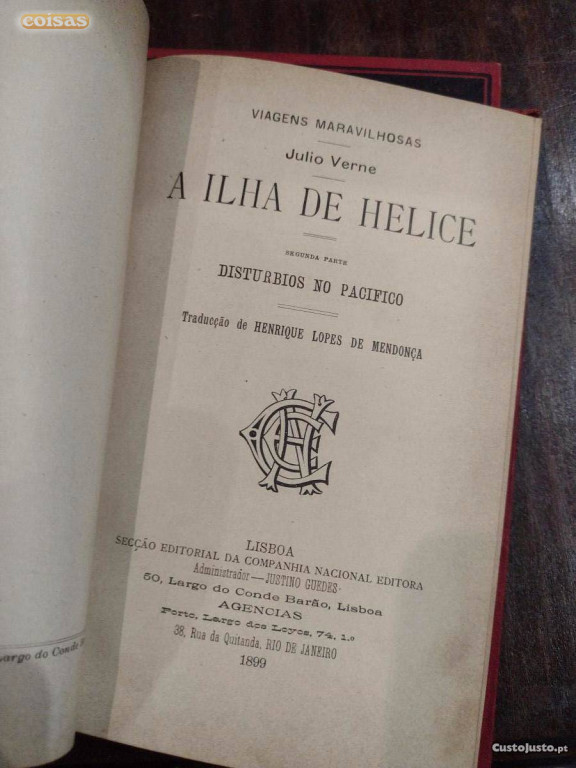 coisas
VIAGENS MARAVILHOSAS
Julio Verne
A ILHA DE HELICE
SEGUNDA PARTE
DISTURBIOS NO PACIFICO
Traducção de HENRIQUE LOPES DE MENDONÇA
LISBOA
SECÇÃO EDITORIAL DA COMPANHIA NACIONAL EDITORA
Administrador—JUSTINO GUEDES
50, Largo do Conde Barão, Lisboa
AGENCIAS
Porto, Largo dos Loyos, 74, 1.º
38, Rua da Quitanda, RIO DE JANEIRO
1899
Largo do Conde
CustoJusto.pt